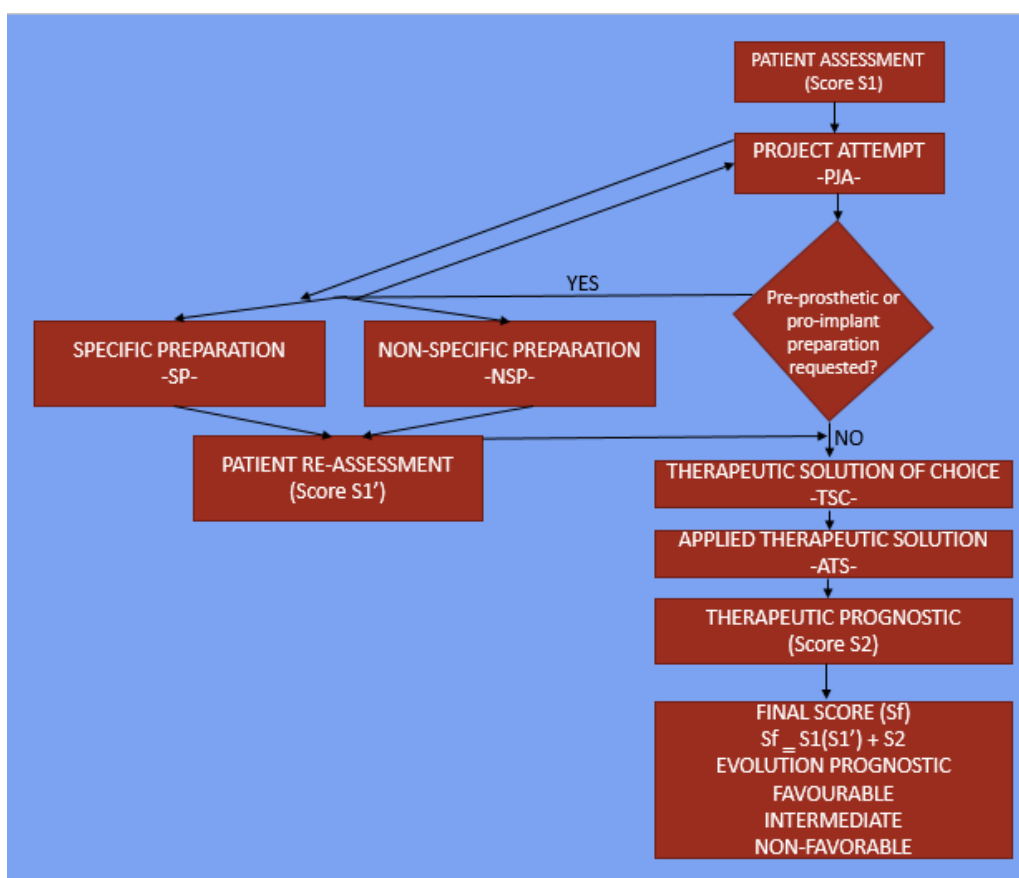 PATIENT ASSESSMENT
(Score S1)
PROJECT ATTEMPT
-PJA-
YES
Pre-prosthetic or
pro-implant
preparation
requested?
SPECIFIC PREPARATION
-SP-
NON-SPECIFIC PREPARATION
-NSP-
NO
PATIENT RE-ASSESSMENT
(Score S1’)
THERAPEUTIC SOLUTION OF CHOICE
-TSC-
APPLIED THERAPEUTIC SOLUTION
-ATS-
THERAPEUTIC PROGNOSTIC
(Score S2)
FINAL SCORE (Sf)
Sf = S1(S1’) + S2
EVOLUTION PROGNOSTIC
FAVOURABLE
INTERMEDIATE
NON-FAVORABLE